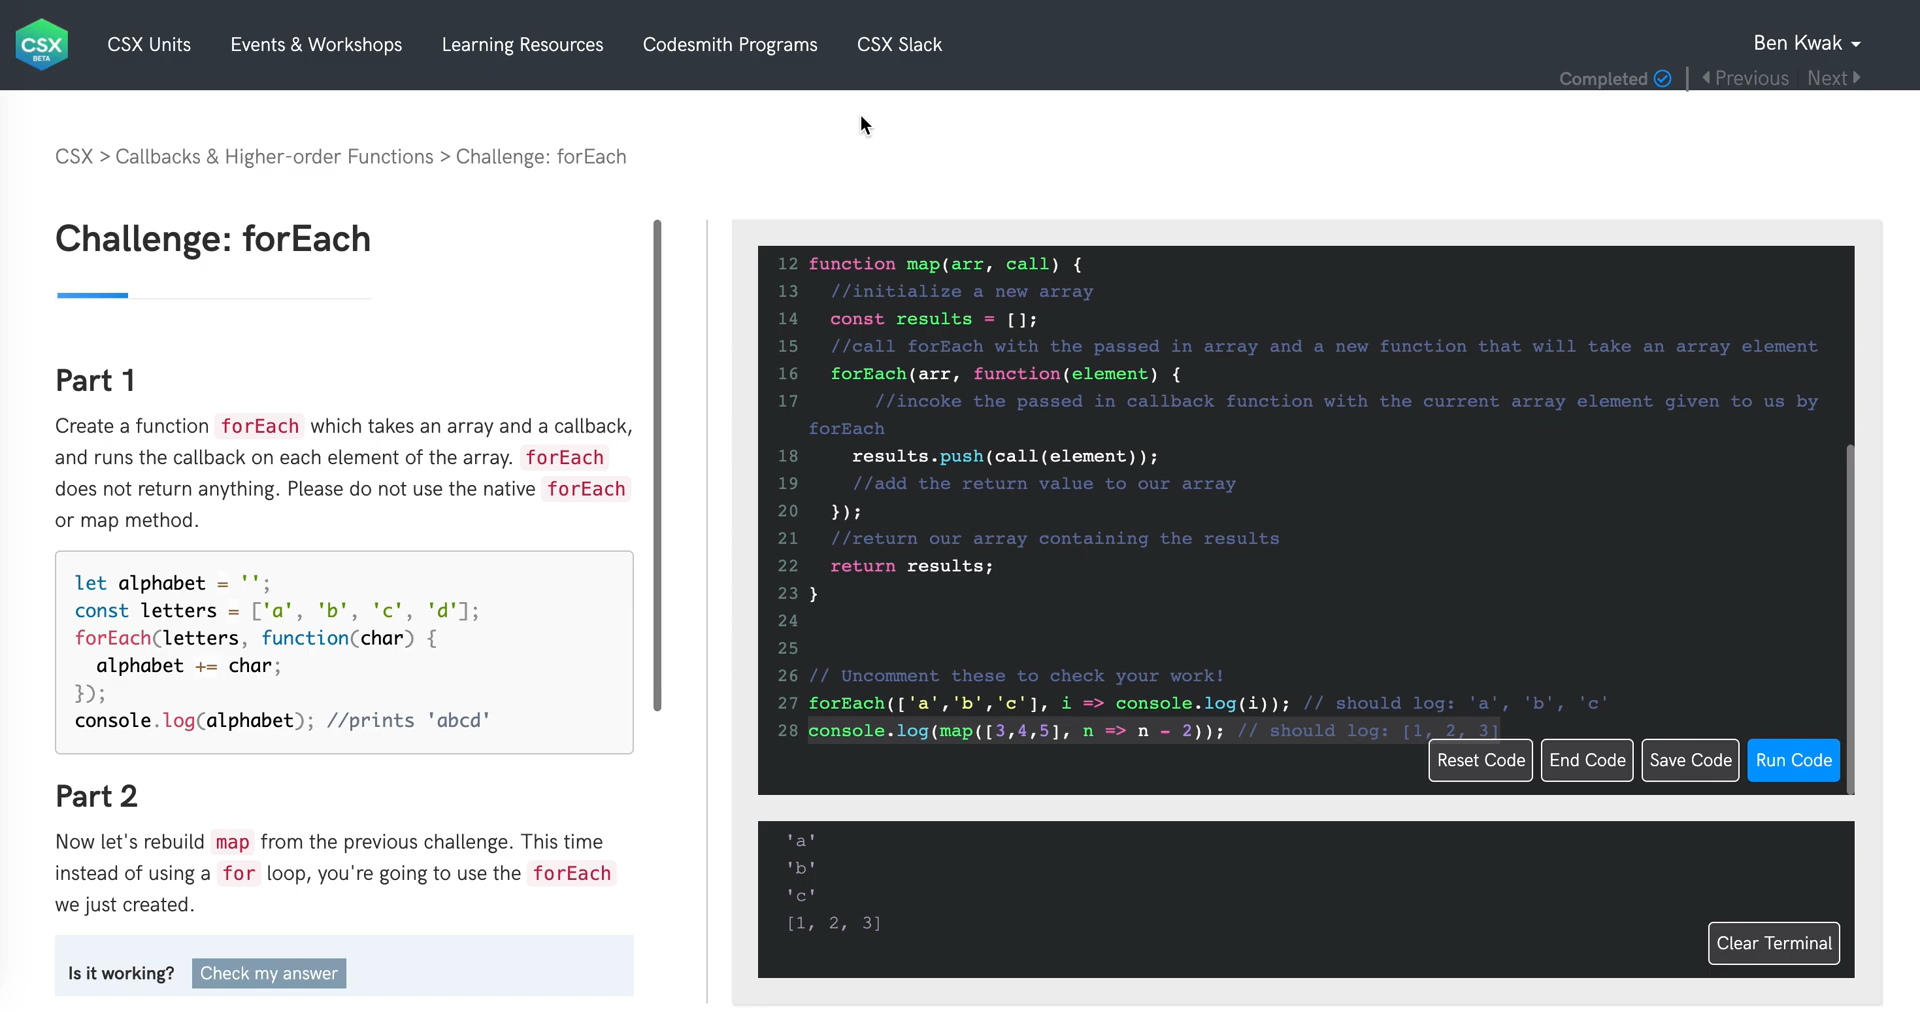 CSX
BETA
CSX Units
Events & Workshops
Learning Resources
Codesmith Programs
CSX Slack
Ben Kwak
Completed
Previous
Next
CSX > Callbacks & Higher-order Functions > Challenge: forEach
Challenge: forEach
Part 1
Create a function forEach which takes an array and a callback,
and runs the callback on each element of the array. forEach
does not return anything. Please do not use the native forEach
or map method.
let alphabet = '';
const letters = ['a', 'b', 'c', 'd'];
forEach(letters, function(char) {
  alphabet += char;
});
console.log(alphabet); //prints 'abcd'
Part 2
Now let's rebuild map from the previous challenge. This time
instead of using a for loop, you're going to use the forEach
we just created.
Is it working?
Check my answer
12 function map(arr, call) {
13   //initialize a new array
14   const results = [];
15   //call forEach with the passed in array and a new function that will take an array element
16   forEach(arr, function(element) {
17       //incoke the passed in callback function with the current array element given to us by
forEach
18     results.push(call(element));
19     //add the return value to our array
20   });
21   //return our array containing the results
22   return results;
23 }
24
25
26 // Uncomment these to check your work!
27 forEach(['a','b','c'], i => console.log(i)); // should log: 'a', 'b', 'c'
28 console.log(map([3,4,5], n => n - 2)); // should log: [1, 2, 3]
Reset Code
End Code
Save Code
Run Code
'a'
'b'
'c'
[1, 2, 3]
Clear Terminal